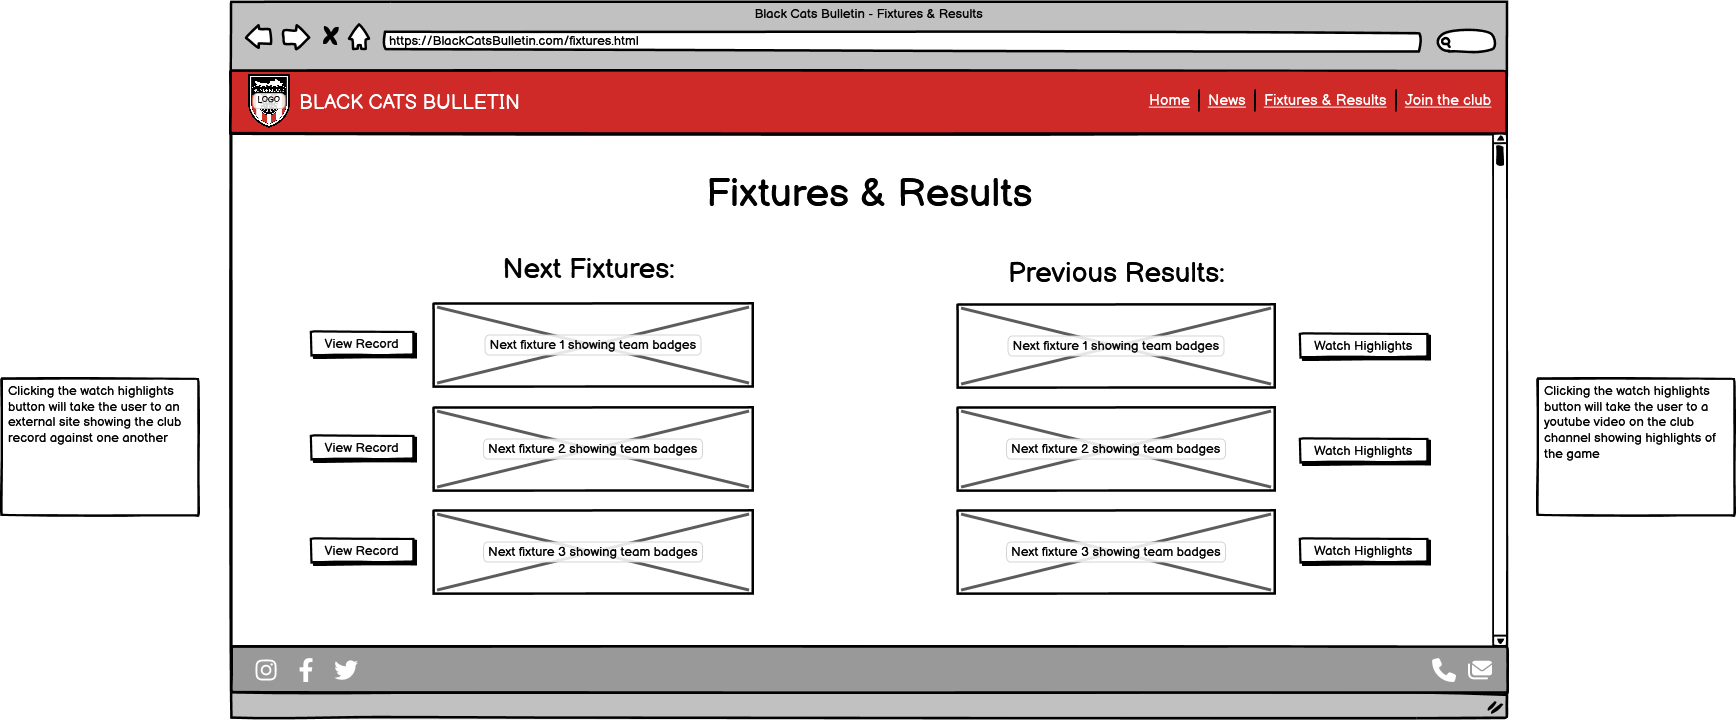 Black Cats Bulletin - Fixtures & Results
https://BlackCatsBulletin.com/fixtures.html
LOGO
BLACK CATS BULLETIN
Home
News
Fixtures & Results
Join the club
Fixtures & Results
Next Fixtures:
View Record
Next fixture 1 showing team badges
View Record
Next fixture 2 showing team badges
View Record
Next fixture 3 showing team badges
Previous Results:
Next fixture 1 showing team badges
Watch Highlights
Next fixture 2 showing team badges
Watch Highlights
Next fixture 3 showing team badges
Watch Highlights
Clicking the watch highlights
button will take the user to an
external site showing the club
record against one another
Clicking the watch highlights
button will take the user to a
youtube video on the club
channel showing highlights of
the game